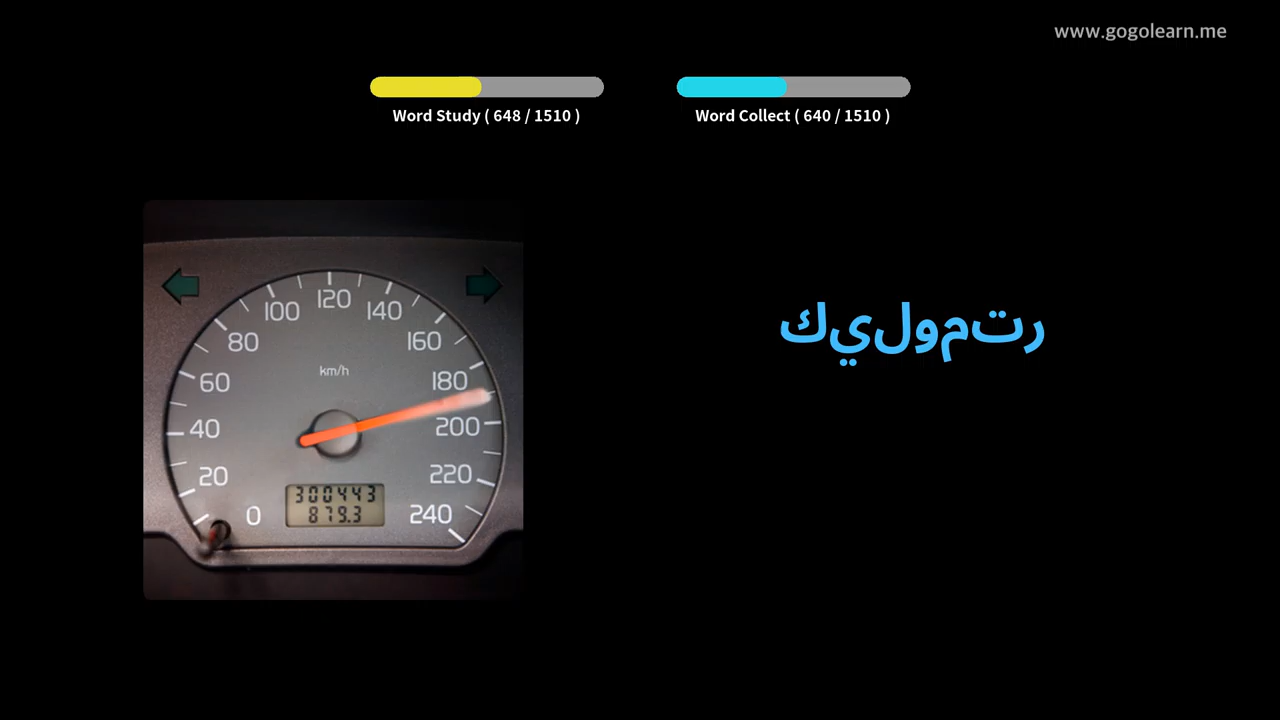 www.gogolearn.me
Word Study ( 648 / 1510 )
Word Collect ( 640 / 1510 )
رتموليك
100 120 140
80 160
km/h
60 180
40 200
20 220
300443
0 879.3 240